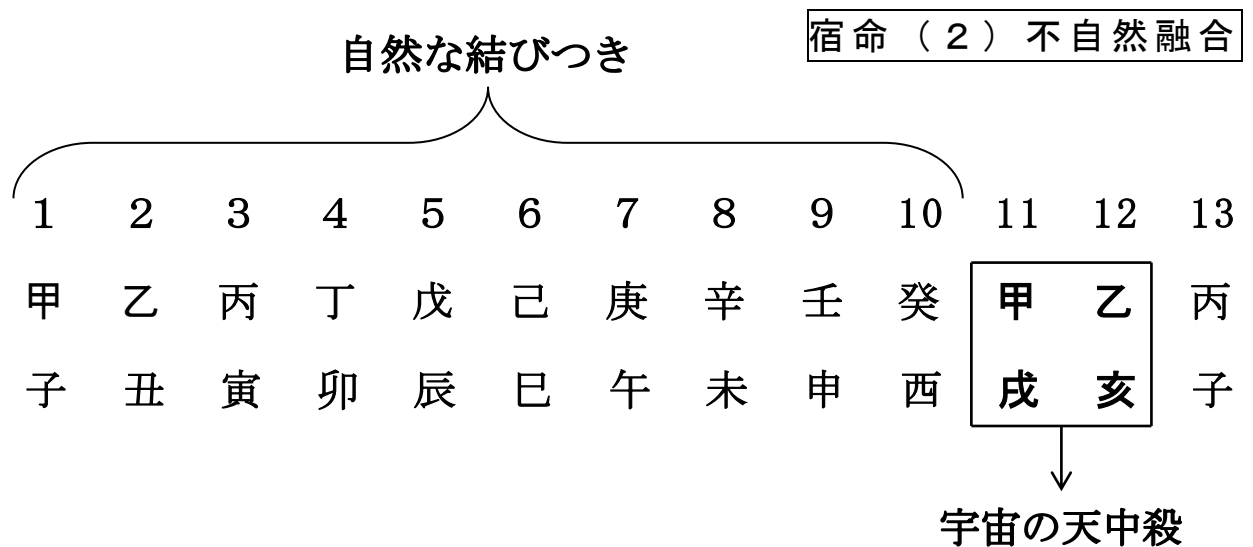 宿命（２）不自然融合
自然な結びつき
1 2 3 4 5 6 7 8 9 10 11 12 13
甲 乙 丙 丁 戊 己 庚 辛 壬 癸 甲 乙 丙
子 丑 寅 卯 辰 巳 午 未 申 酉 戌 亥 子
宇宙の天中殺